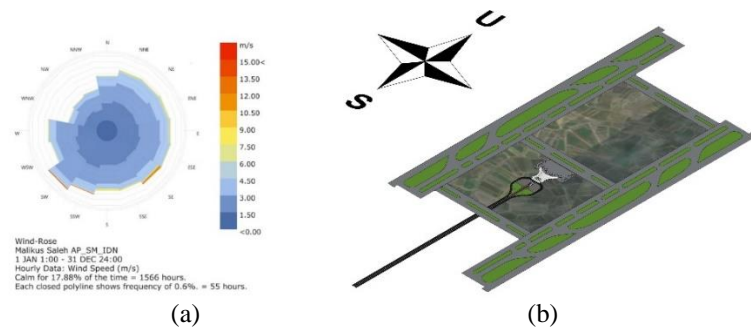 m/s
15.00<
13.50
12.00
10.50
9.00
7.50
6.00
4.50
3.00
1.50
<0.00
N
NNE
NE
ENE
E
ESE
SE
SSE
S
SSW
SW
WSW
W
WNW
NW
NNW
Wind-Rose
Malikus Saleh AP_SM_IDN
1 JAN 1:00 - 31 DEC 24:00
Hourly Data: Wind Speed (m/s)
Calm for 17.88% of the time = 1566 hours.
Each closed polyline shows frequency of 0.6%. = 55 hours.
(a)
U
S
(b)